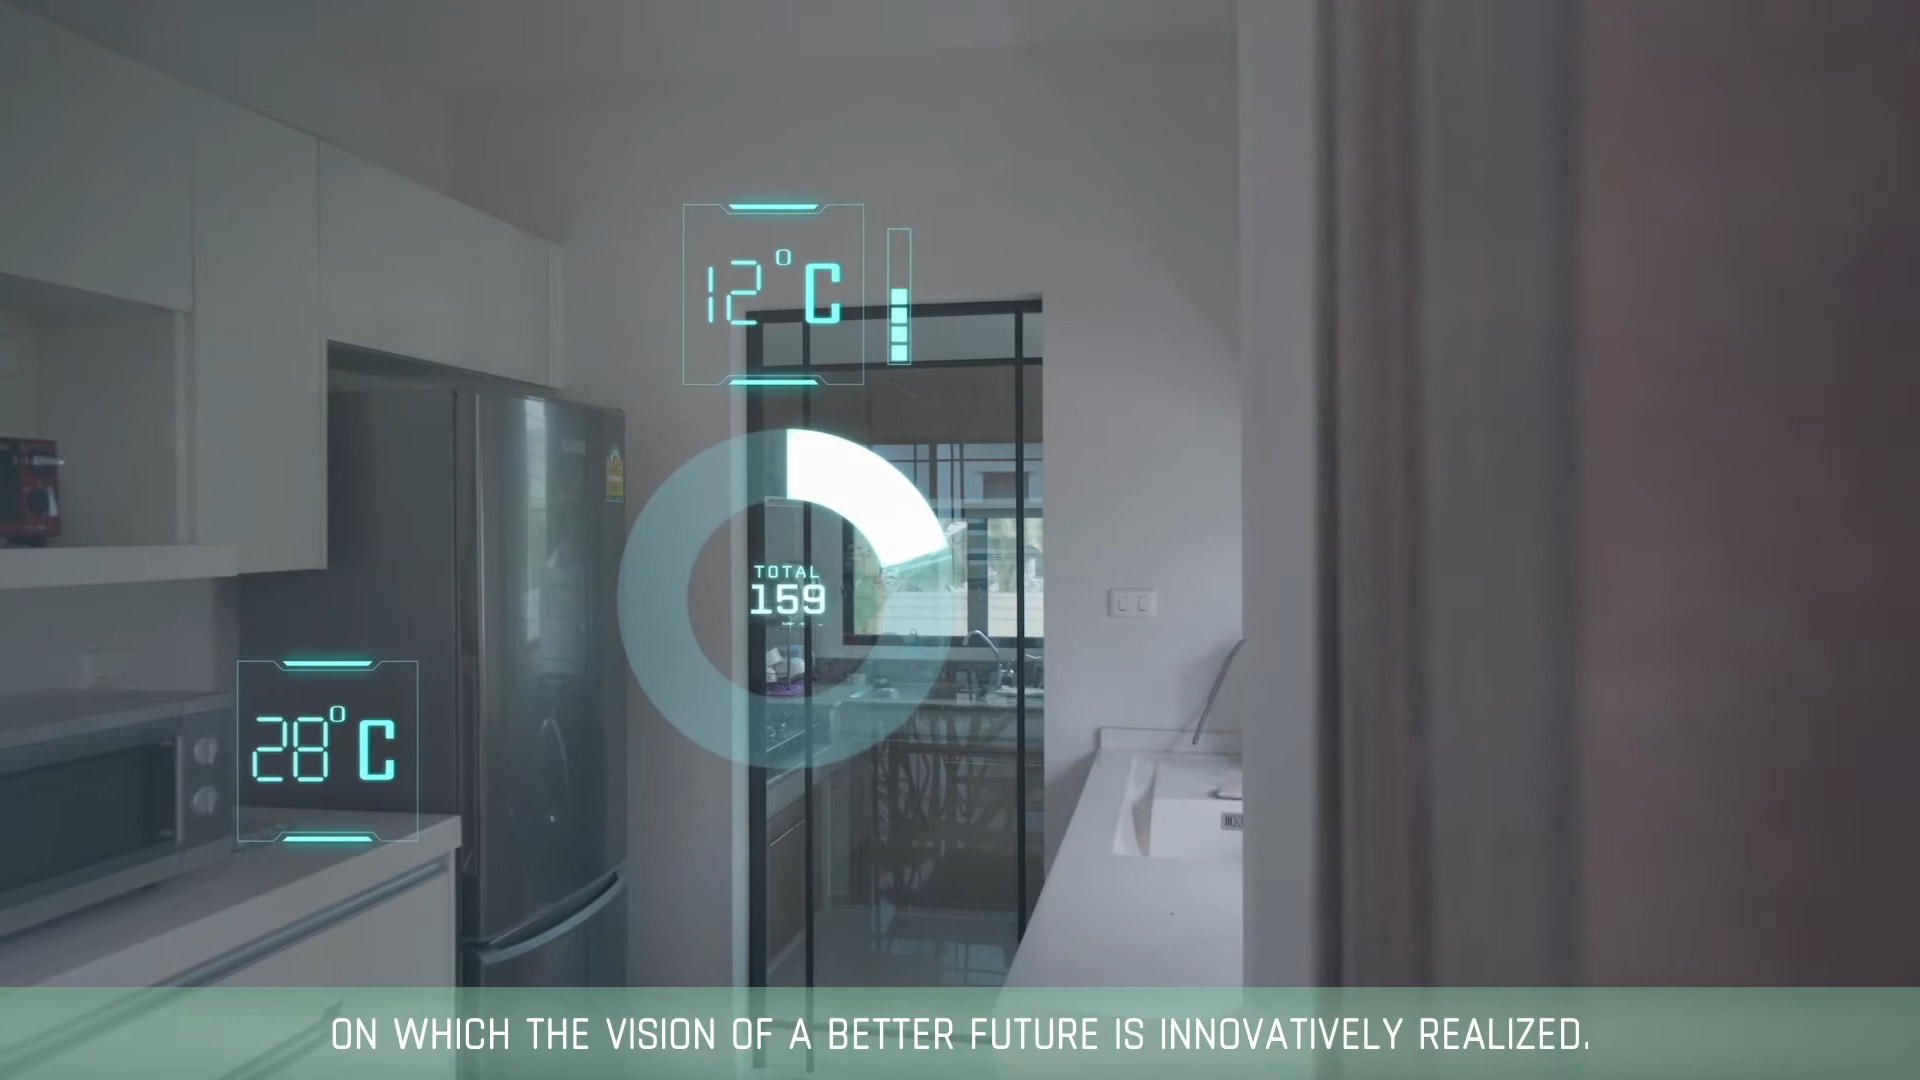 12°C
TOTAL
159
28°C
ON WHICH THE VISION OF A BETTER FUTURE IS INNOVATIVELY REALIZED.